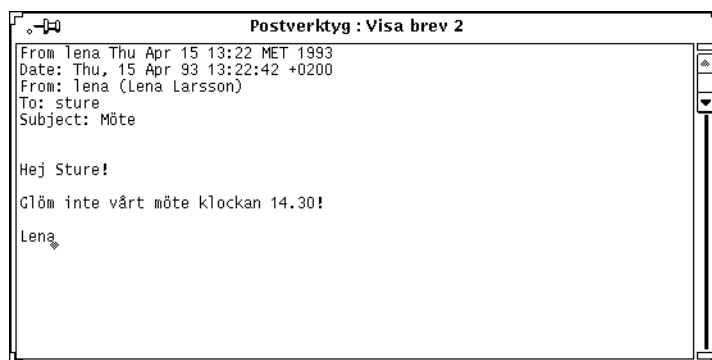 Postverktyg : Visa brev 2
From lena Thu Apr 15 13:22 MET 1993
Date: Thu, 15 Apr 93 13:22:42 +0200
From: lena (Lena Larsson)
To: sture
Subject: Möte
Hej Sture!
Glöm inte vårt möte klockan 14.30!
Lena